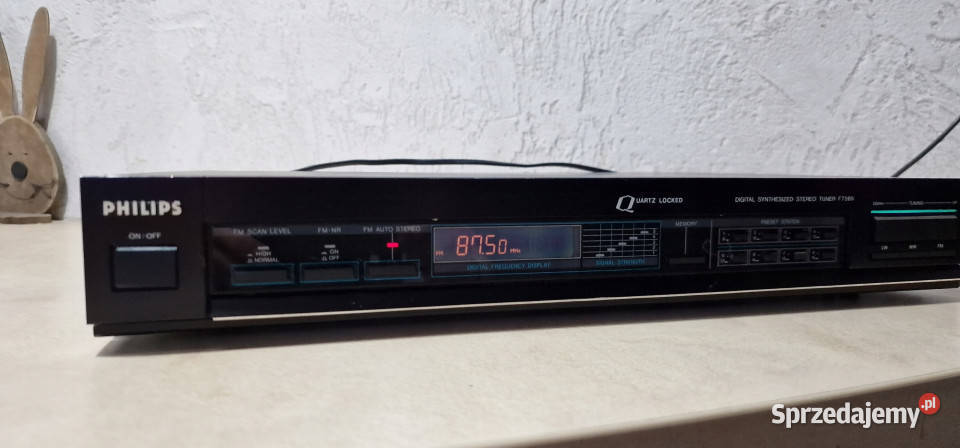 PHILIPS
ON:OFF
FM SCAN LEVEL
HIGH
NORMAL
FM-NR
ON
OFF
FM AUTO STEREO
FM 87.50 MHz
DIGITAL FREQUENCY DISPLAY
SIGNAL STRENGTH
QUARTZ LOCKED
MEMORY
DIGITAL SYNTHESIZED STEREO TUNER
PRESET STATION
TUNING
LW MW FM
Sprzedajemy.pl